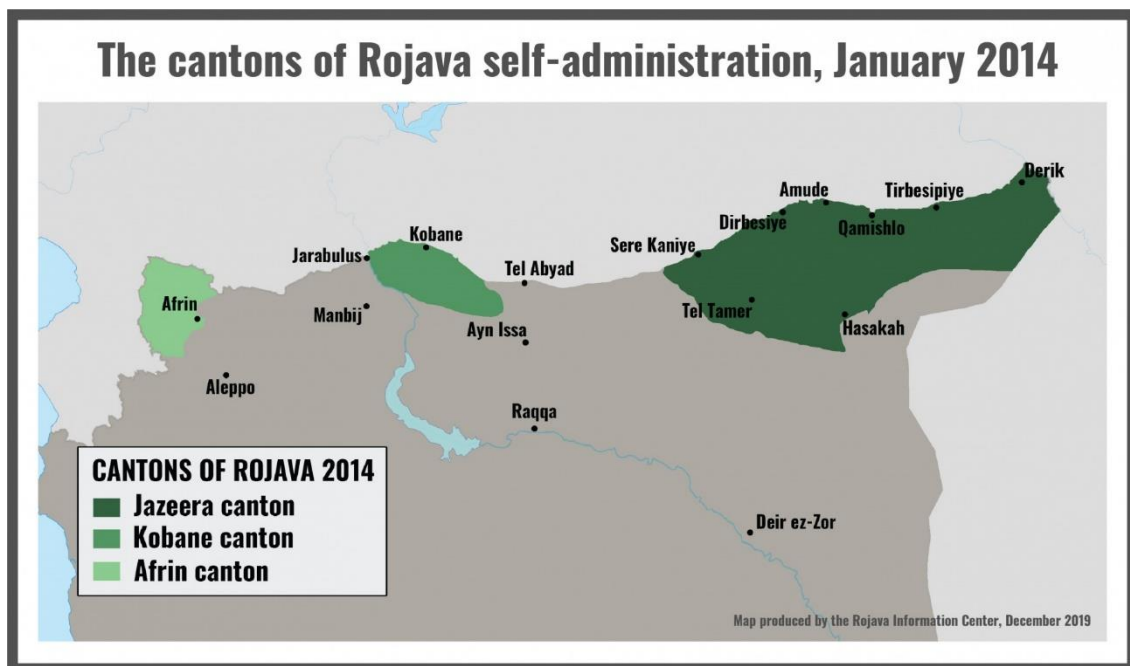 The cantons of Rojava self-administration, January 2014
Derik
Amude
Tirbesipiye
Dirbesiye
Qamishlo
Kobane
Sere Kaniye
Jarabulus
Tel Abyad
Afrin
Manbij
Tel Tamer
Hasakah
Ayn Issa
Aleppo
Raqqa
Deir ez-Zor
CANTONS OF ROJAVA 2014
Jazeera canton
Kobane canton
Afrin canton
Map produced by the Rojava Information Center, December 2019